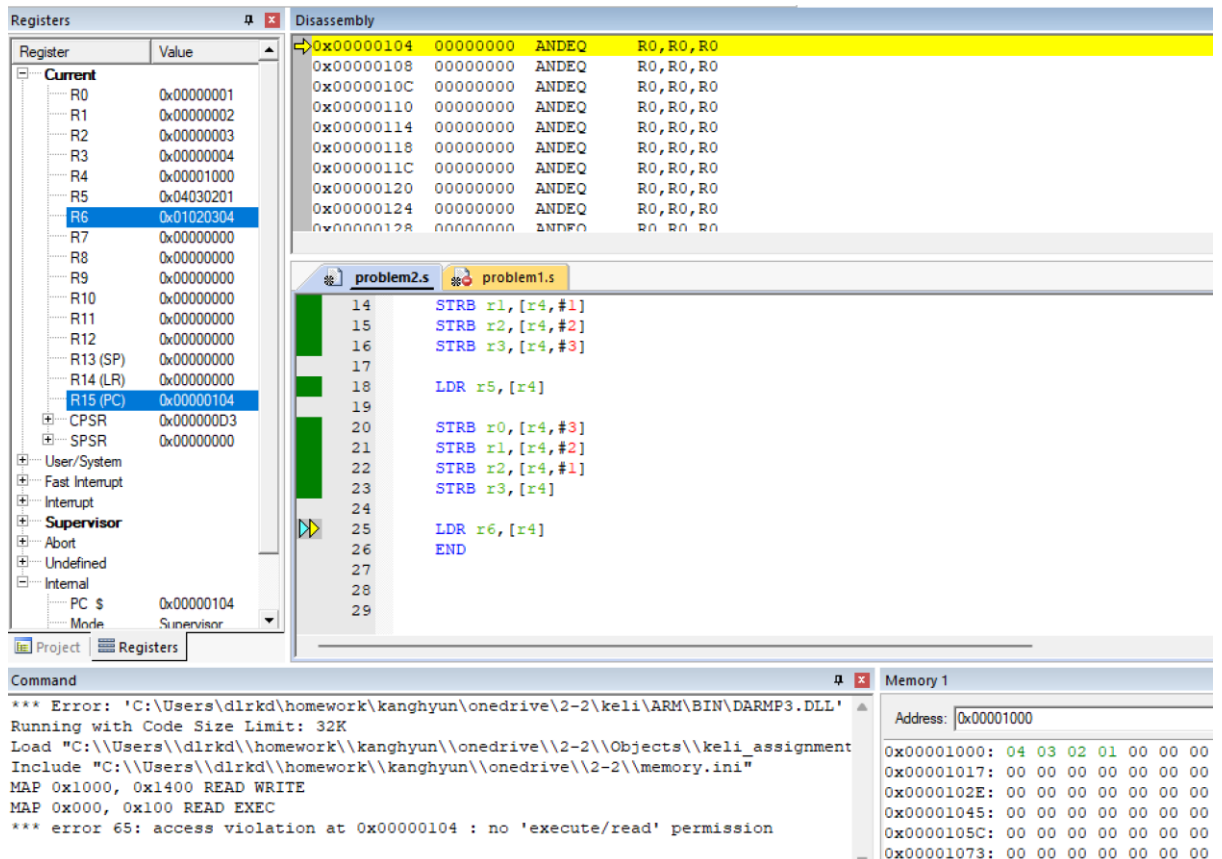 Registers
Register Value
Current
R0 0x00000001
R1 0x00000002
R2 0x00000003
R3 0x00000004
R4 0x00001000
R5 0x04030201
R6 0x01020304
R7 0x00000000
R8 0x00000000
R9 0x00000000
R10 0x00000000
R11 0x00000000
R12 0x00000000
R13 (SP) 0x00000000
R14 (LR) 0x00000000
R15 (PC) 0x00000104
CPSR 0x000000D3
SPSR 0x00000000
User/System
Fast Interrupt
Interrupt
Supervisor
Abort
Undefined
Internal
PC $ 0x00000104
Mode Supervisor
Project Registers
Disassembly
0x00000104 00000000 ANDEQ R0,R0,R0
0x00000108 00000000 ANDEQ R0,R0,R0
0x0000010C 00000000 ANDEQ R0,R0,R0
0x00000110 00000000 ANDEQ R0,R0,R0
0x00000114 00000000 ANDEQ R0,R0,R0
0x00000118 00000000 ANDEQ R0,R0,R0
0x0000011C 00000000 ANDEQ R0,R0,R0
0x00000120 00000000 ANDEQ R0,R0,R0
0x00000124 00000000 ANDEQ R0,R0,R0
0x00000128 00000000 ANDEQ R0,R0,R0
problem2.s problem1.s
14 STRB r1,[r4,#1]
15 STRB r2,[r4,#2]
16 STRB r3,[r4,#3]
17
18 LDR r5,[r4]
19
20 STRB r0,[r4,#3]
21 STRB r1,[r4,#2]
22 STRB r2,[r4,#1]
23 STRB r3,[r4]
24
25 LDR r6,[r4]
26 END
27
28
29
Command
*** Error: 'C:\Users\dlrkd\homework\kanghyun\onedrive\2-2\keli\ARM\BIN\DARMP3.DLL'
Running with Code Size Limit: 32K
Load "C:\\Users\\dlrkd\\homework\\kanghyun\\onedrive\\2-2\\Objects\\keli_assignment
Include "C:\\Users\\dlrkd\\homework\\kanghyun\\onedrive\\2-2\\memory.ini"
MAP 0x1000, 0x1400 READ WRITE
MAP 0x000, 0x100 READ EXEC
*** error 65: access violation at 0x00000104 : no 'execute/read' permission
Memory 1
Address: 0x00001000
0x00001000: 04 03 02 01 00 00 00
0x00001017: 00 00 00 00 00 00 00
0x0000102E: 00 00 00 00 00 00 00
0x00001045: 00 00 00 00 00 00 00
0x0000105C: 00 00 00 00 00 00 00
0x00001073: 00 00 00 00 00 00 00